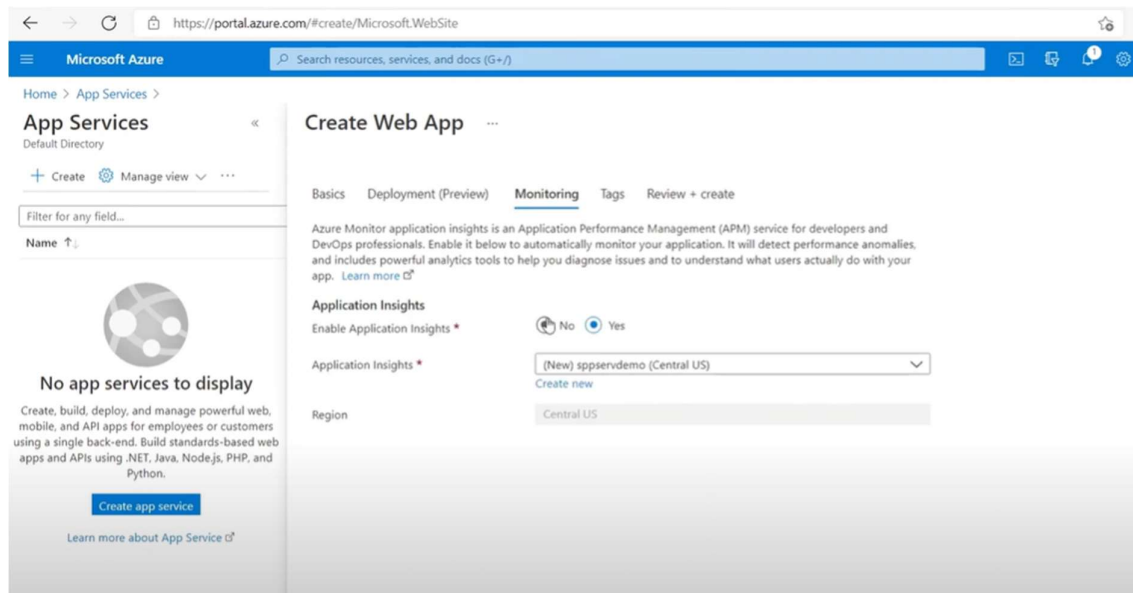 https://portal.azure.com/#create/Microsoft.WebSite
Microsoft Azure
Search resources, services, and docs (G+/)
1
Home > App Services >
App Services
Default Directory
Create
Manage view
Filter for any field...
Name ↑↓
No app services to display
Create, build, deploy, and manage powerful web,
mobile, and API apps for employees or customers
using a single back-end. Build standards-based web
apps and APIs using .NET, Java, Node.js, PHP, and
Python.
Create app service
Learn more about App Service
Create Web App ...
Basics Deployment (Preview) Monitoring Tags Review + create
Azure Monitor application insights is an Application Performance Management (APM) service for developers and
DevOps professionals. Enable it below to automatically monitor your application. It will detect performance anomalies,
and includes powerful analytics tools to help you diagnose issues and to understand what users actually do with your
app. Learn more
Application Insights
Enable Application Insights * No Yes
Application Insights * (New) sppservdemo (Central US)
Create new
Region Central US